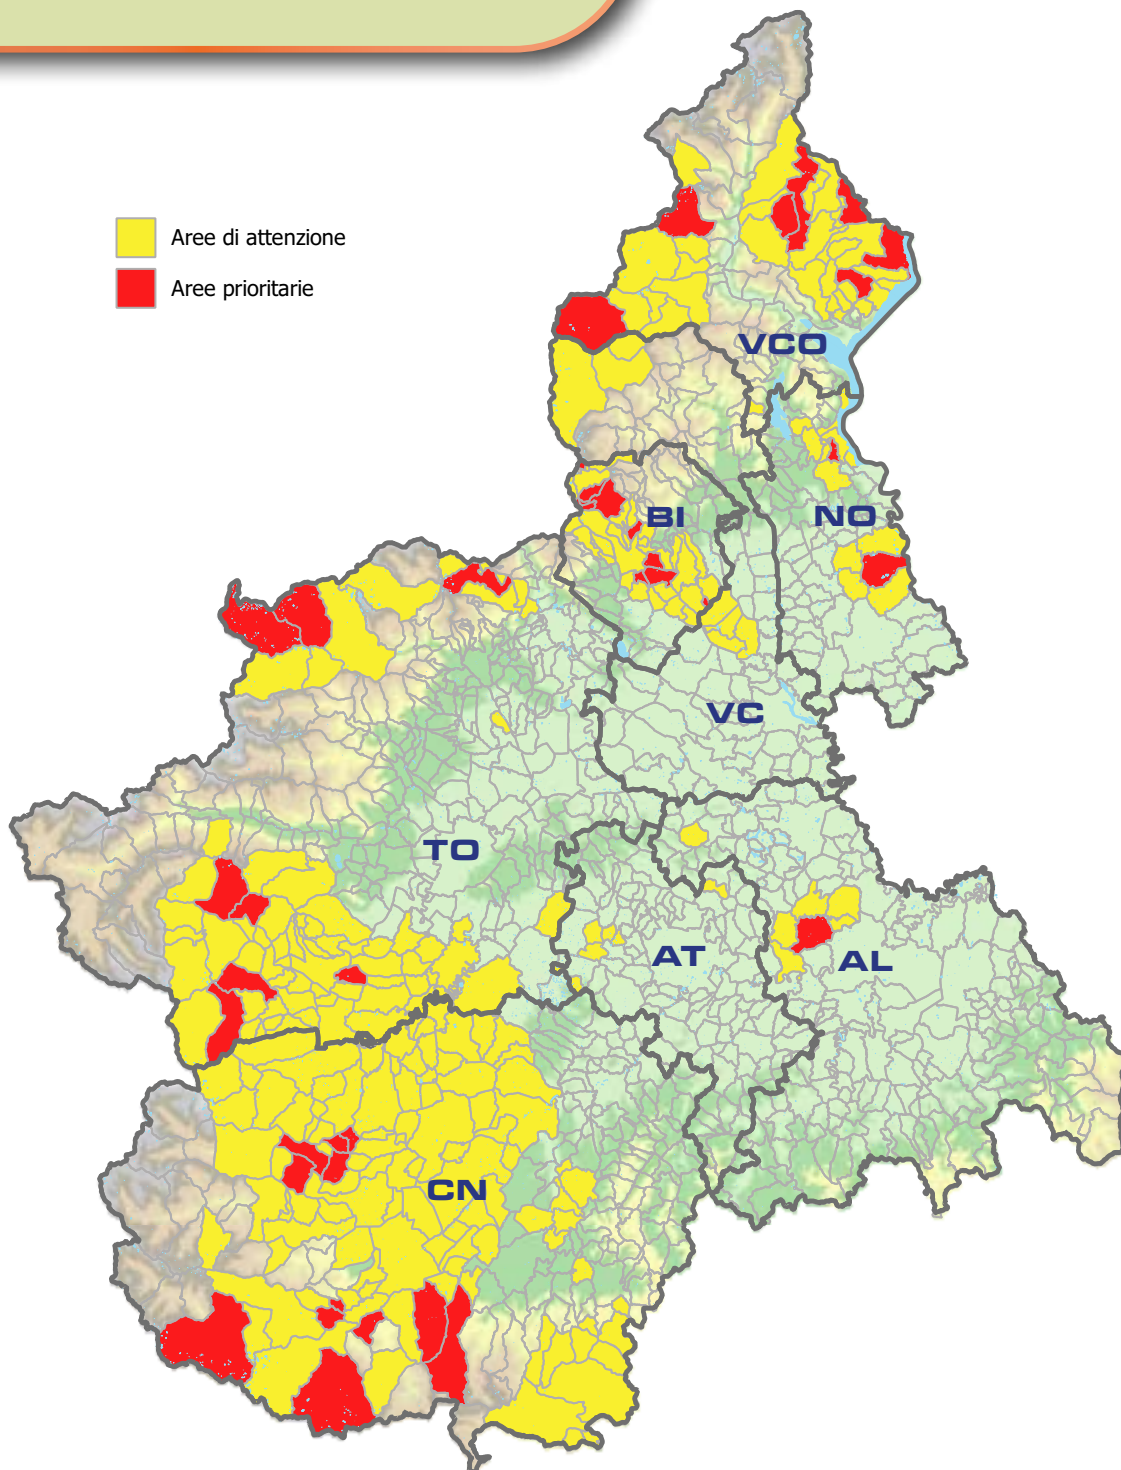 Aree di attenzione
Aree prioritarie
VCO
BI
NO
VC
TO
AT
AL
CN